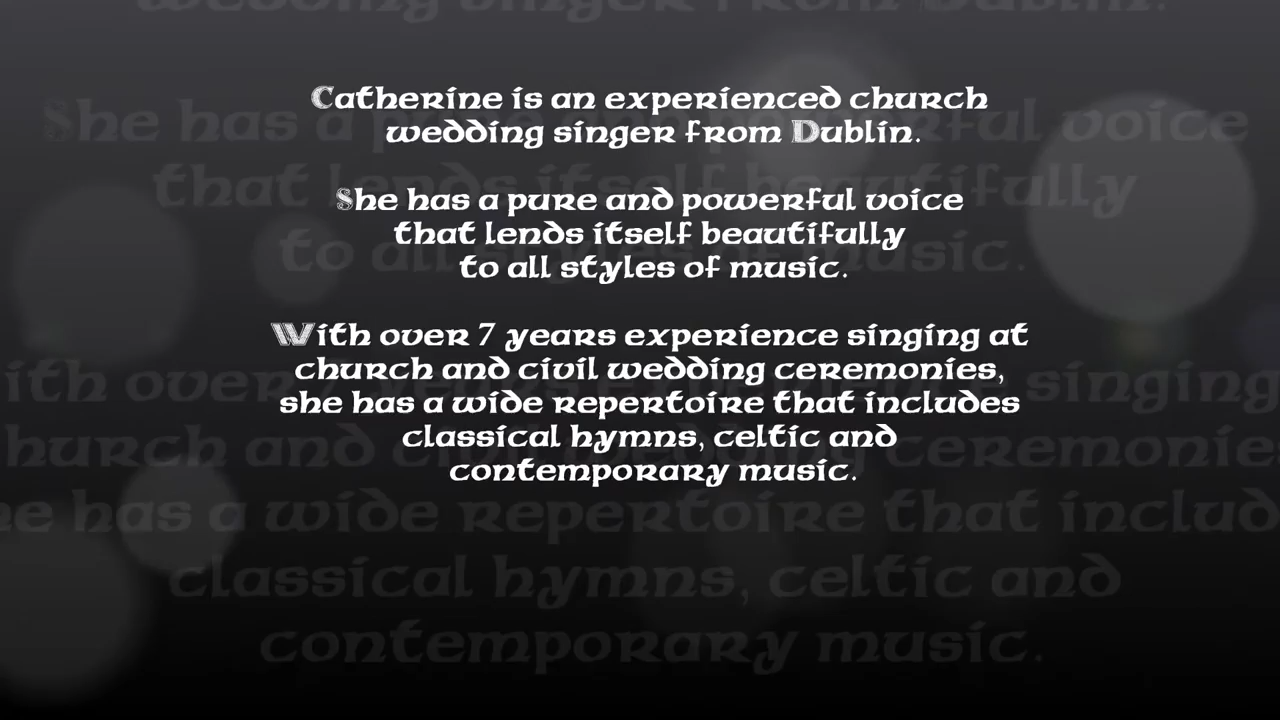 Catherine is an experienced church
wedding singer from Dublin.
She has a pure and powerful voice
that lends itself beautifully
to all styles of music.
With over 7 years experience singing at
church and civil wedding ceremonies,
she has a wide repertoire that includes
classical hymns, celtic and
contemporary music.